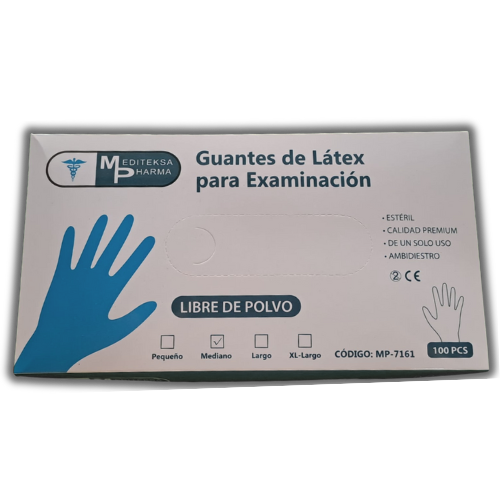 MEDITEKSA
PHARMA
Guantes de Látex
para Examinación
• ESTÉRIL
• CALIDAD PREMIUM
• DE UN SOLO USO
• AMBIDIESTRO
2 CE
LIBRE DE POLVO
Pequeño
Mediano
Largo
XL-Largo
CÓDIGO: MP-7161
100 PCS